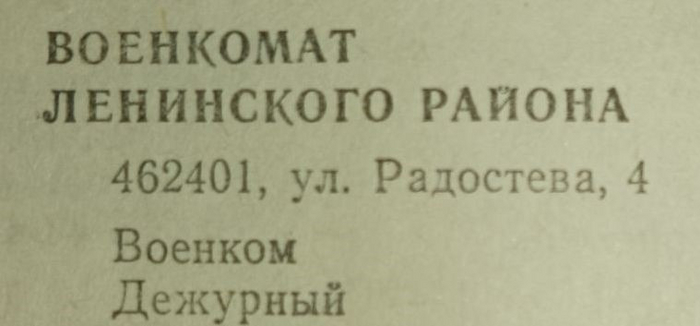 ВОЕНКОМАТ
ЛЕНИНСКОГО РАЙОНА
462401, ул. Радостева, 4
Военком
Дежурный